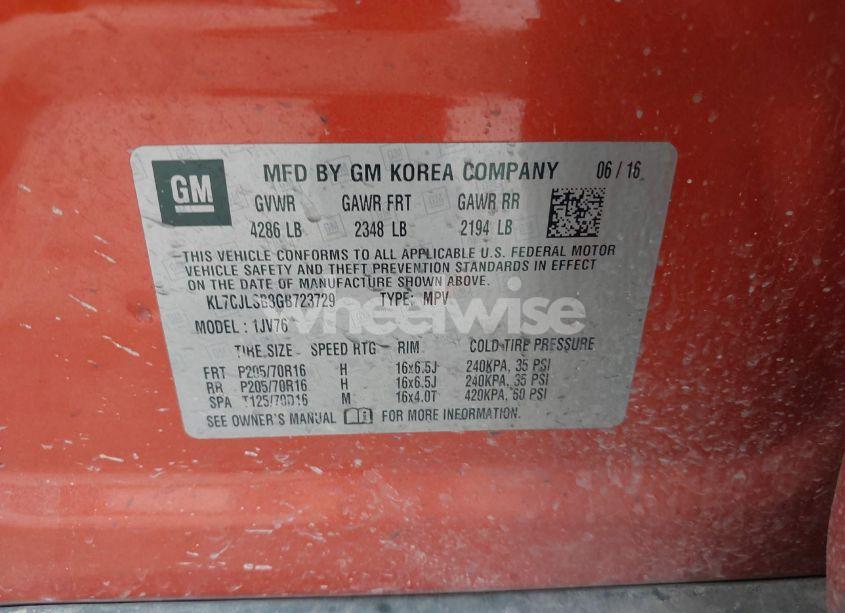 GM MFD BY GM KOREA COMPANY 06 / 16
GVWR GAWR FRT GAWR RR
4286 LB 2348 LB 2194 LB
THIS VEHICLE CONFORMS TO ALL APPLICABLE U.S. FEDERAL MOTOR
VEHICLE SAFETY AND THEFT PREVENTION STANDARDS IN EFFECT
ON THE DATE OF MANUFACTURE SHOWN ABOVE.
KL7CJLSB3GB723729 TYPE: MPV
wheelwise
MODEL : 1JV76
TIRE SIZE SPEED RTG RIM COLD TIRE PRESSURE
FRT P205/70R16 H 16x6.5J 240KPA, 35 PSI
RR P205/70R16 H 16x6.5J 240KPA, 35 PSI
SPA T125/70D16 M 16x4.0T 420KPA, 60 PSI
SEE OWNER'S MANUAL FOR MORE INFORMATION.